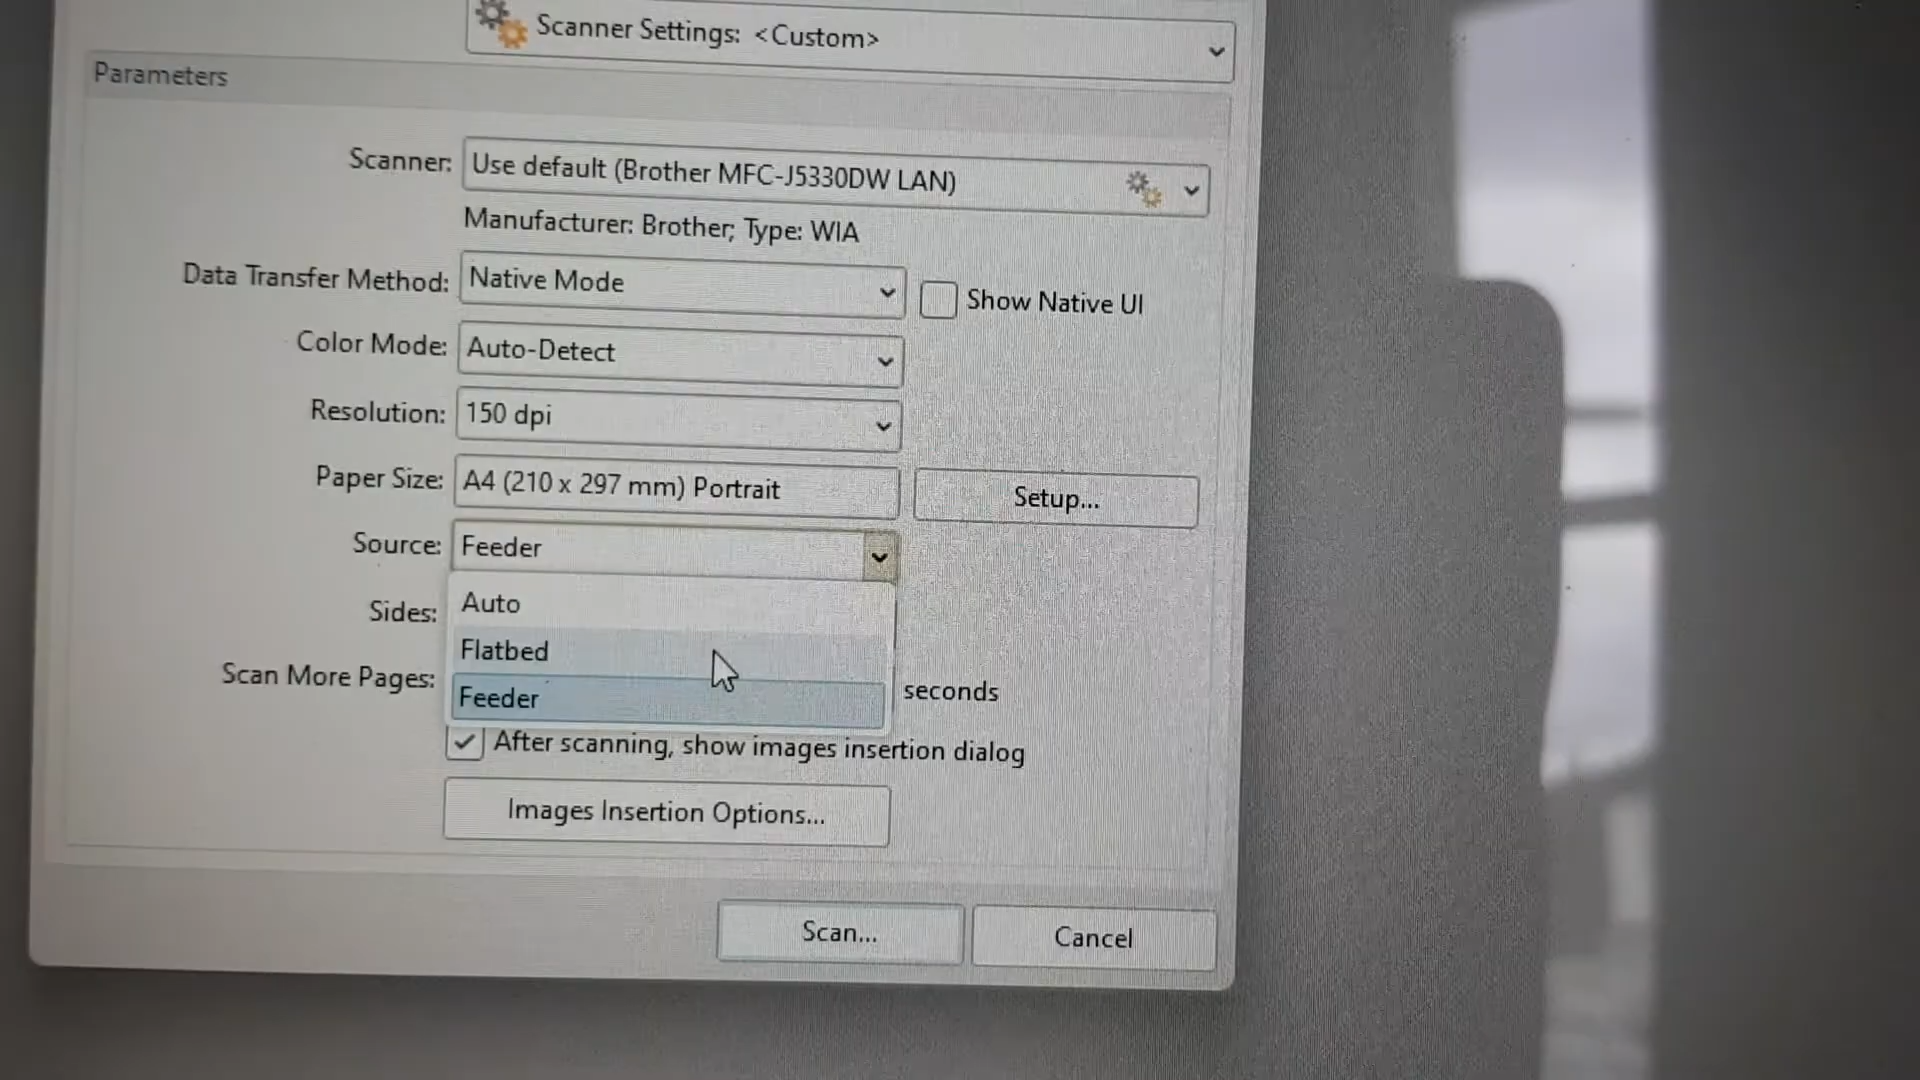 Scanner Settings: <Custom>
Parameters
Scanner: Use default (Brother MFC-J5330DW LAN)
Manufacturer: Brother; Type: WIA
Data Transfer Method: Native Mode Show Native UI
Color Mode: Auto-Detect
Resolution: 150 dpi
Paper Size: A4 (210 x 297 mm) Portrait Setup...
Source: Feeder
Auto
Sides:
Flatbed
Scan More Pages: seconds
Feeder
After scanning, show images insertion dialog
Images Insertion Options...
Scan... Cancel